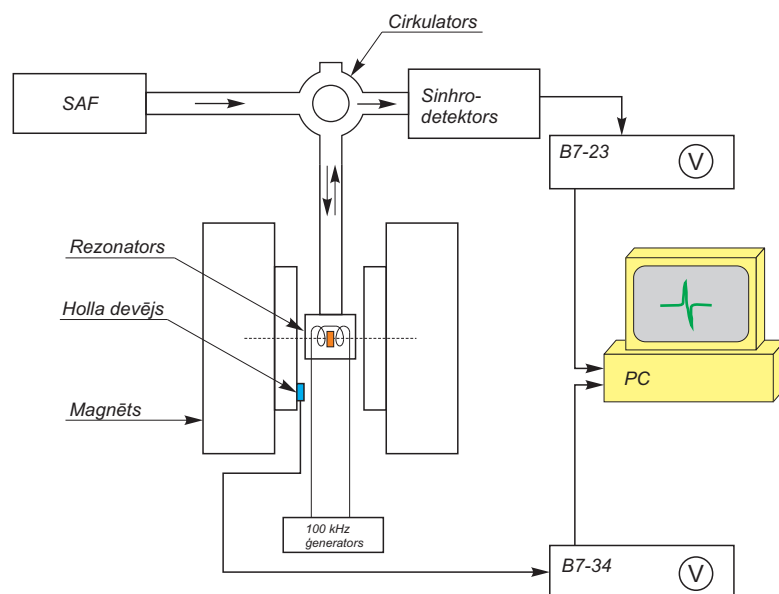 Cirkulators
SAF
Sinhro-
detektors
B7-23
V
Rezonators
Holla devējs
Magnēts
PC
100 kHz
ģenerators
B7-34
V